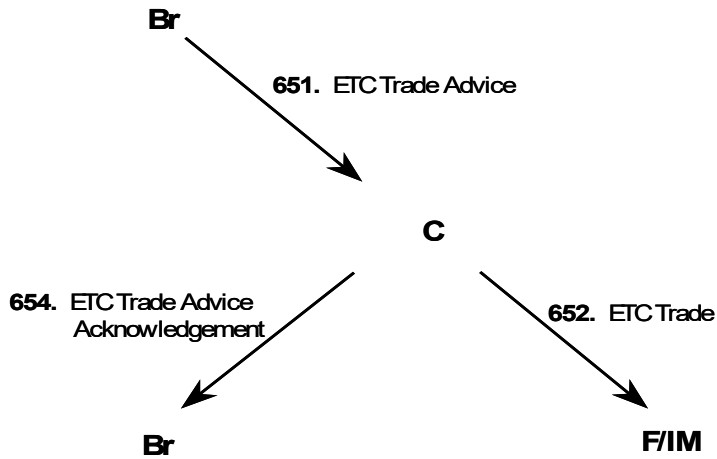 Br
651. ETC Trade Advice
C
654. ETC Trade Advice
Acknowledgement
652. ETC Trade
Br
F/IM